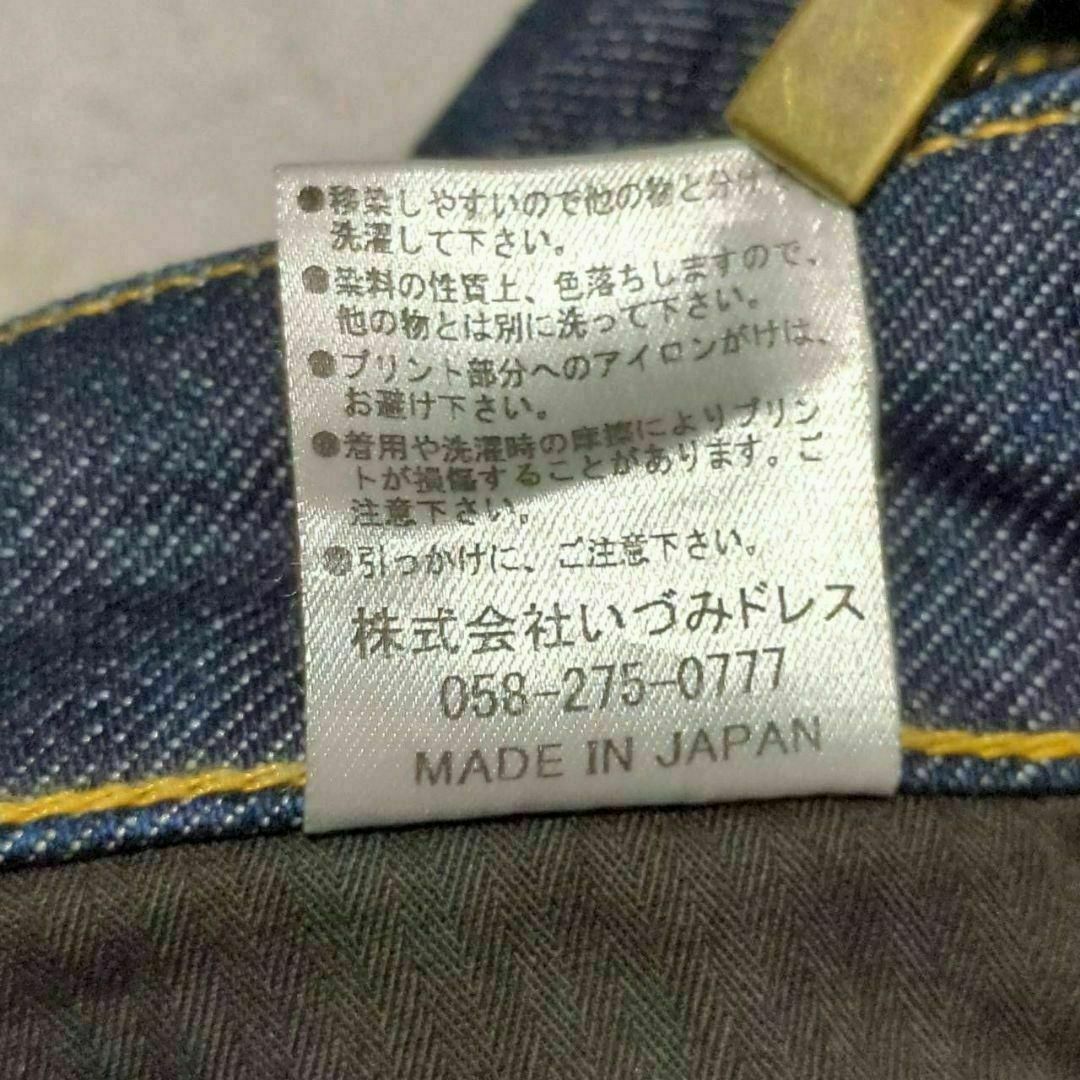 ●移染しやすいので他の物と分けて
洗濯して下さい。
●染料の性質上、色落ちしますので、
他の物とは別に洗って下さい。
●プリント部分へのアイロンがけは、
お避け下さい。
●着用や洗濯時の摩擦によりプリン
トが損傷することがあります。ご
注意下さい。
●引っかけに、ご注意下さい。
株式会社いづみドレス
058-275-0777
MADE IN JAPAN